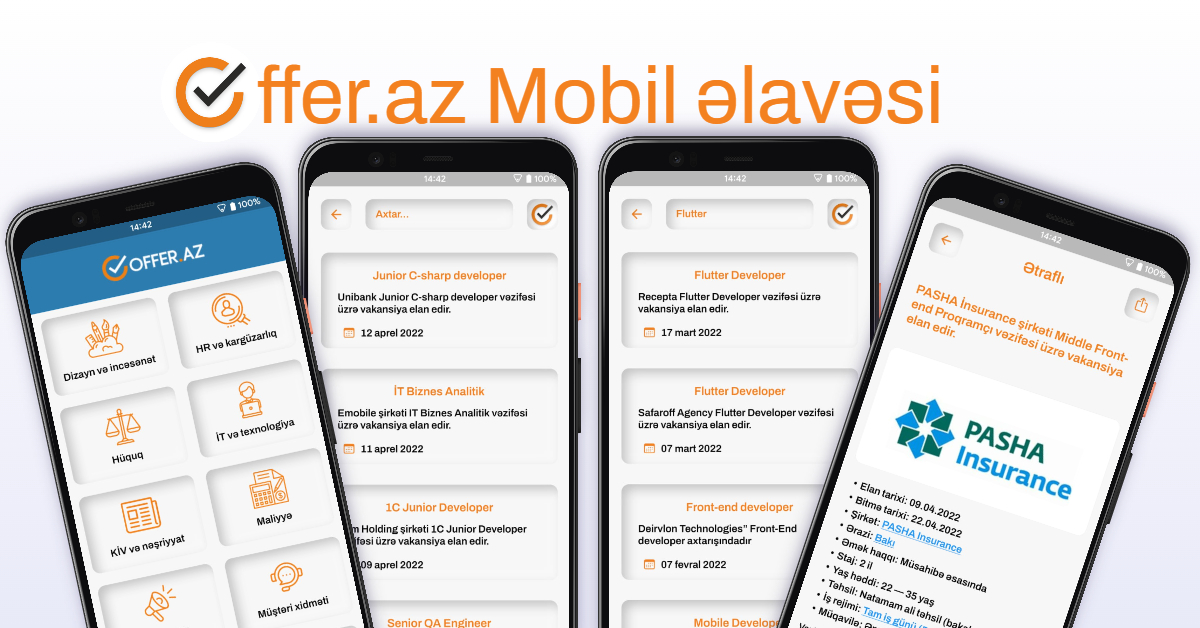 ffer.az Mobil əlavəsi
14:42
100%
OFFER.AZ
Dizayn və incəsənət
HR və kargüzarlıq
Hüquq
İT və texnologiya
KİV və nəşriyyat
Maliyyə
Müştəri xidməti
14:42
100%
Axtar...
Junior C-sharp developer
Unibank Junior C-sharp developer vəzifəsi
üzrə vakansiya elan edir.
12 aprel 2022
İT Biznes Analitik
Emobile şirkəti IT Biznes Analitik vəzifəsi
üzrə vakansiya elan edir.
11 aprel 2022
1C Junior Developer
Holding şirkəti 1C Junior Developer
vakansiya elan edir.
09 aprel 2022
Senior QA Engineer
14:42
100%
Flutter
Flutter Developer
Recepta Flutter Developer vəzifəsi üzrə
vakansiya elan edir.
17 mart 2022
Flutter Developer
Safaroff Agency Flutter Developer vəzifəsi
üzrə vakansiya elan edir.
07 mart 2022
Front-end developer
Deirvlon Technologies” Front-End
developer axtarışındadır
07 fevral 2022
Mobile
14:42
100%
Ətraflı
PASHA İnsurance şirkəti Middle Front-
end Proqramçı vəzifəsi üzrə vakansiya
elan edir.
PASHA
Insurance
• Elan tarixi: 09.04.2022
• Bitmə tarixi: 22.04.2022
• Şirkət: PASHA Insurance
• Ərazi: Bakı
• Əmək haqqı: Müsahibə əsasında
• Staj: 2 il
• Yaş həddi: 22 — 35 yaş
• Təhsil: Natamam ali təhsil
• İş rejimi: Tam iş günü
• Müqavilə: